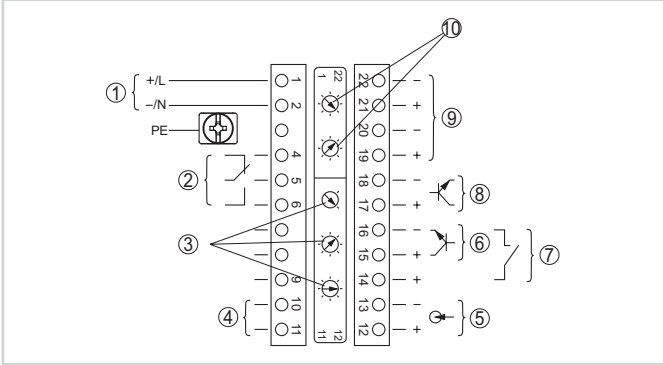 ⑩
① +/L 1 1 22 22 −
−/N 2 21 + ⑨
PE 20 −
② 4 19 +
5 18 − ⑧
6 17 +
③ 16 − ⑥ ⑦
15 +
9 14 +
④ 10 13 − ⑤
11 11 12 12 +